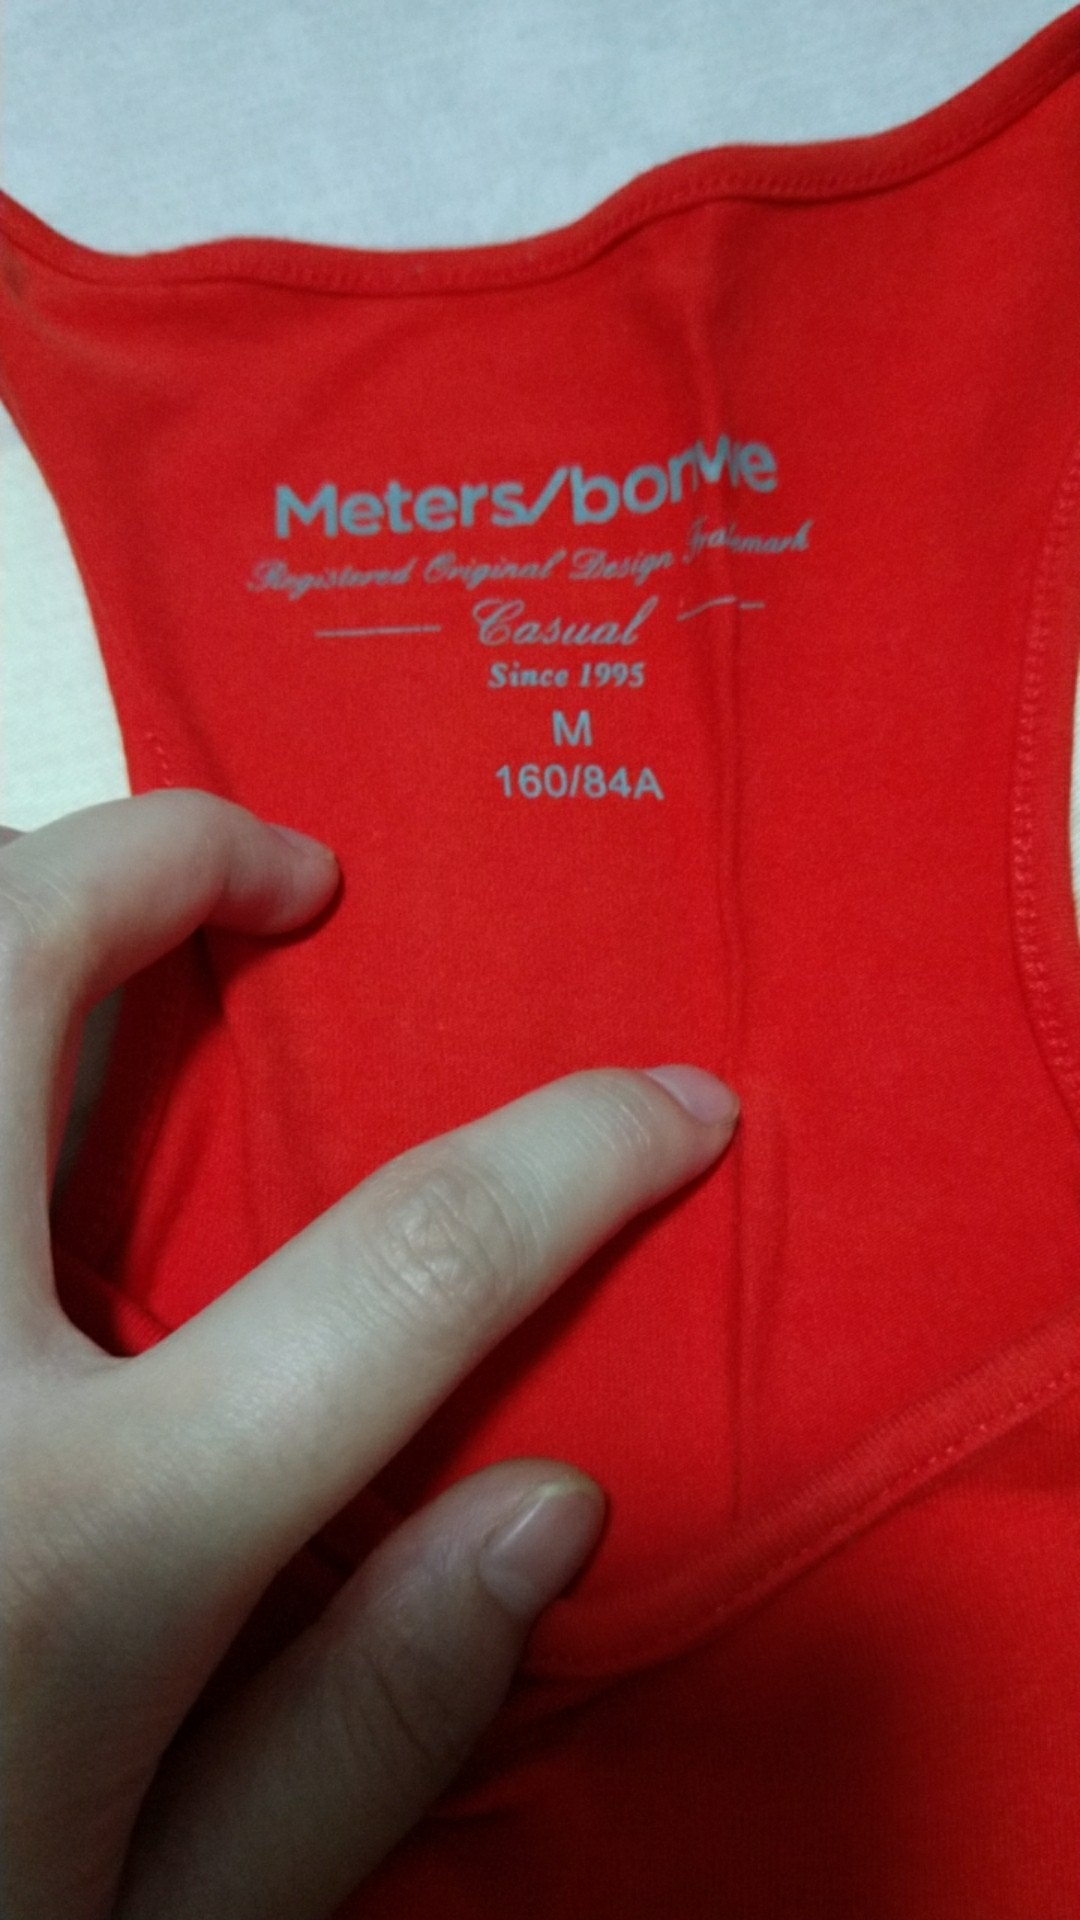 Meters/bonwe
Registered Original Design Trademark
Casual
Since 1995
M
160/84A